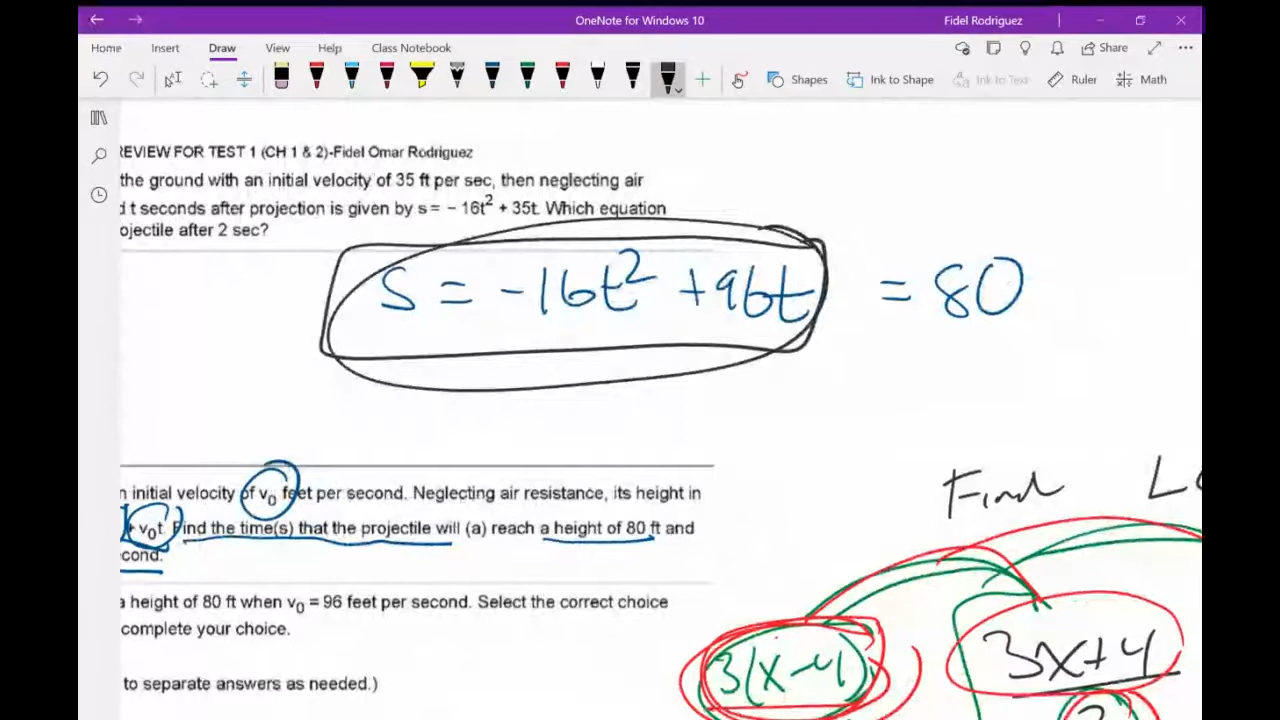 OneNote for Windows 10
Fidel Rodriguez
Home Insert Draw View Help Class Notebook
Share
Shapes Ink to Shape Ink to Text Ruler Math
REVIEW FOR TEST 1 (CH 1 & 2)-Fidel Omar Rodriguez
the ground with an initial velocity of 35 ft per sec, then neglecting air
d t seconds after projection is given by s = − 16t² + 35t. Which equation
ojectile after 2 sec?
S = -16t² +96t = 80
n initial velocity of v₀ feet per second. Neglecting air resistance, its height in
+ v₀t. Find the time(s) that the projectile will (a) reach a height of 80 ft and
cond.
Find
a height of 80 ft when v₀ = 96 feet per second. Select the correct choice
complete your choice.
3(x-4) 3x+4
to separate answers as needed.)